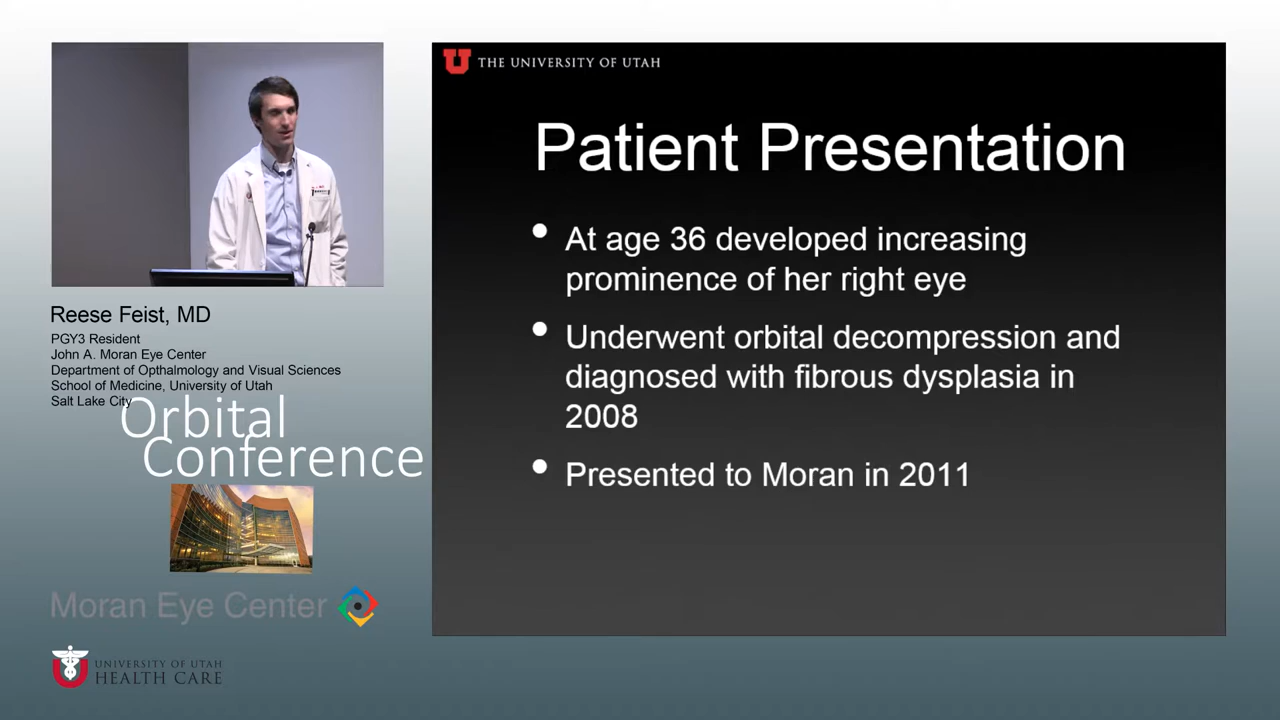 THE UNIVERSITY OF UTAH
Patient Presentation
• At age 36 developed increasing
prominence of her right eye
• Underwent orbital decompression and
diagnosed with fibrous dysplasia in
2008
• Presented to Moran in 2011
Reese Feist, MD
PGY3 Resident
John A. Moran Eye Center
Department of Opthalmology and Visual Sciences
School of Medicine, University of Utah
Salt Lake City
Orbital
Conference
Moran Eye Center
UNIVERSITY OF UTAH
HEALTH CARE